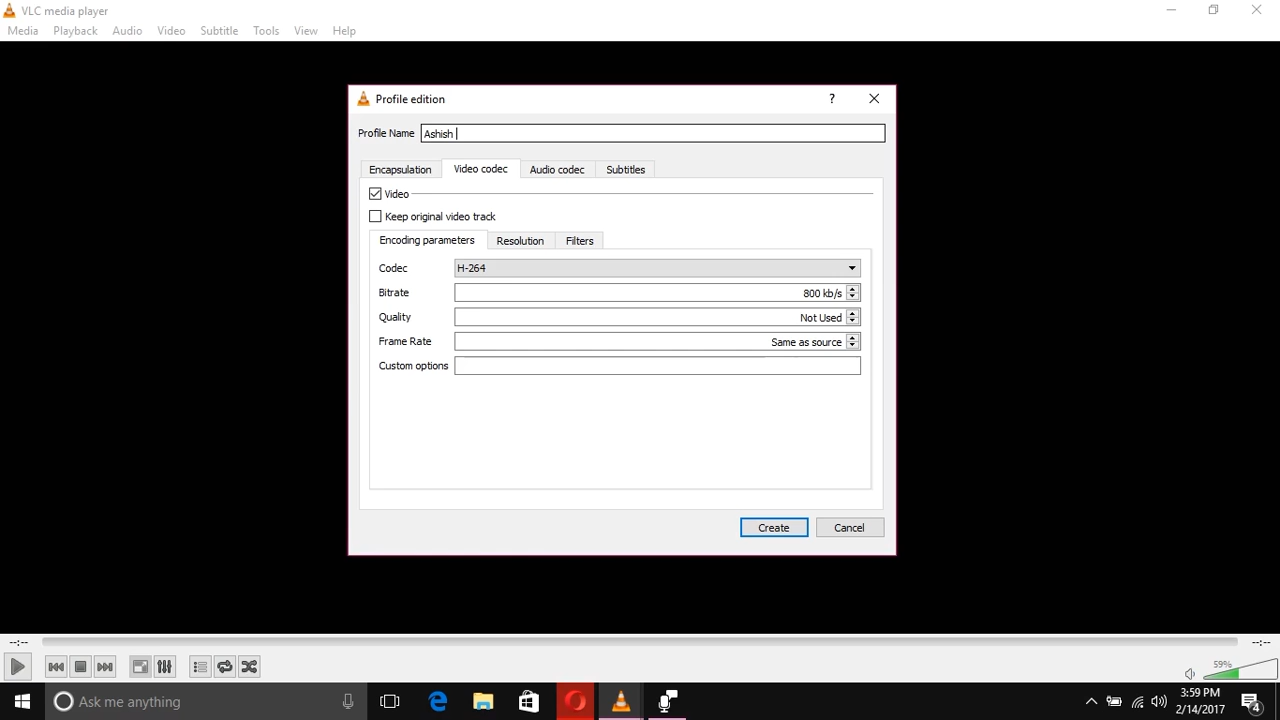 VLC media player
Media Playback Audio Video Subtitle Tools View Help
Profile edition ?
Profile Name Ashish
Encapsulation Video codec Audio codec Subtitles
Video
Keep original video track
Encoding parameters Resolution Filters
Codec H-264
Bitrate 800 kb/s
Quality Not Used
Frame Rate Same as source
Custom options
Create Cancel
--:-- --:--
59%
Ask me anything
3:59 PM
2/14/2017
4